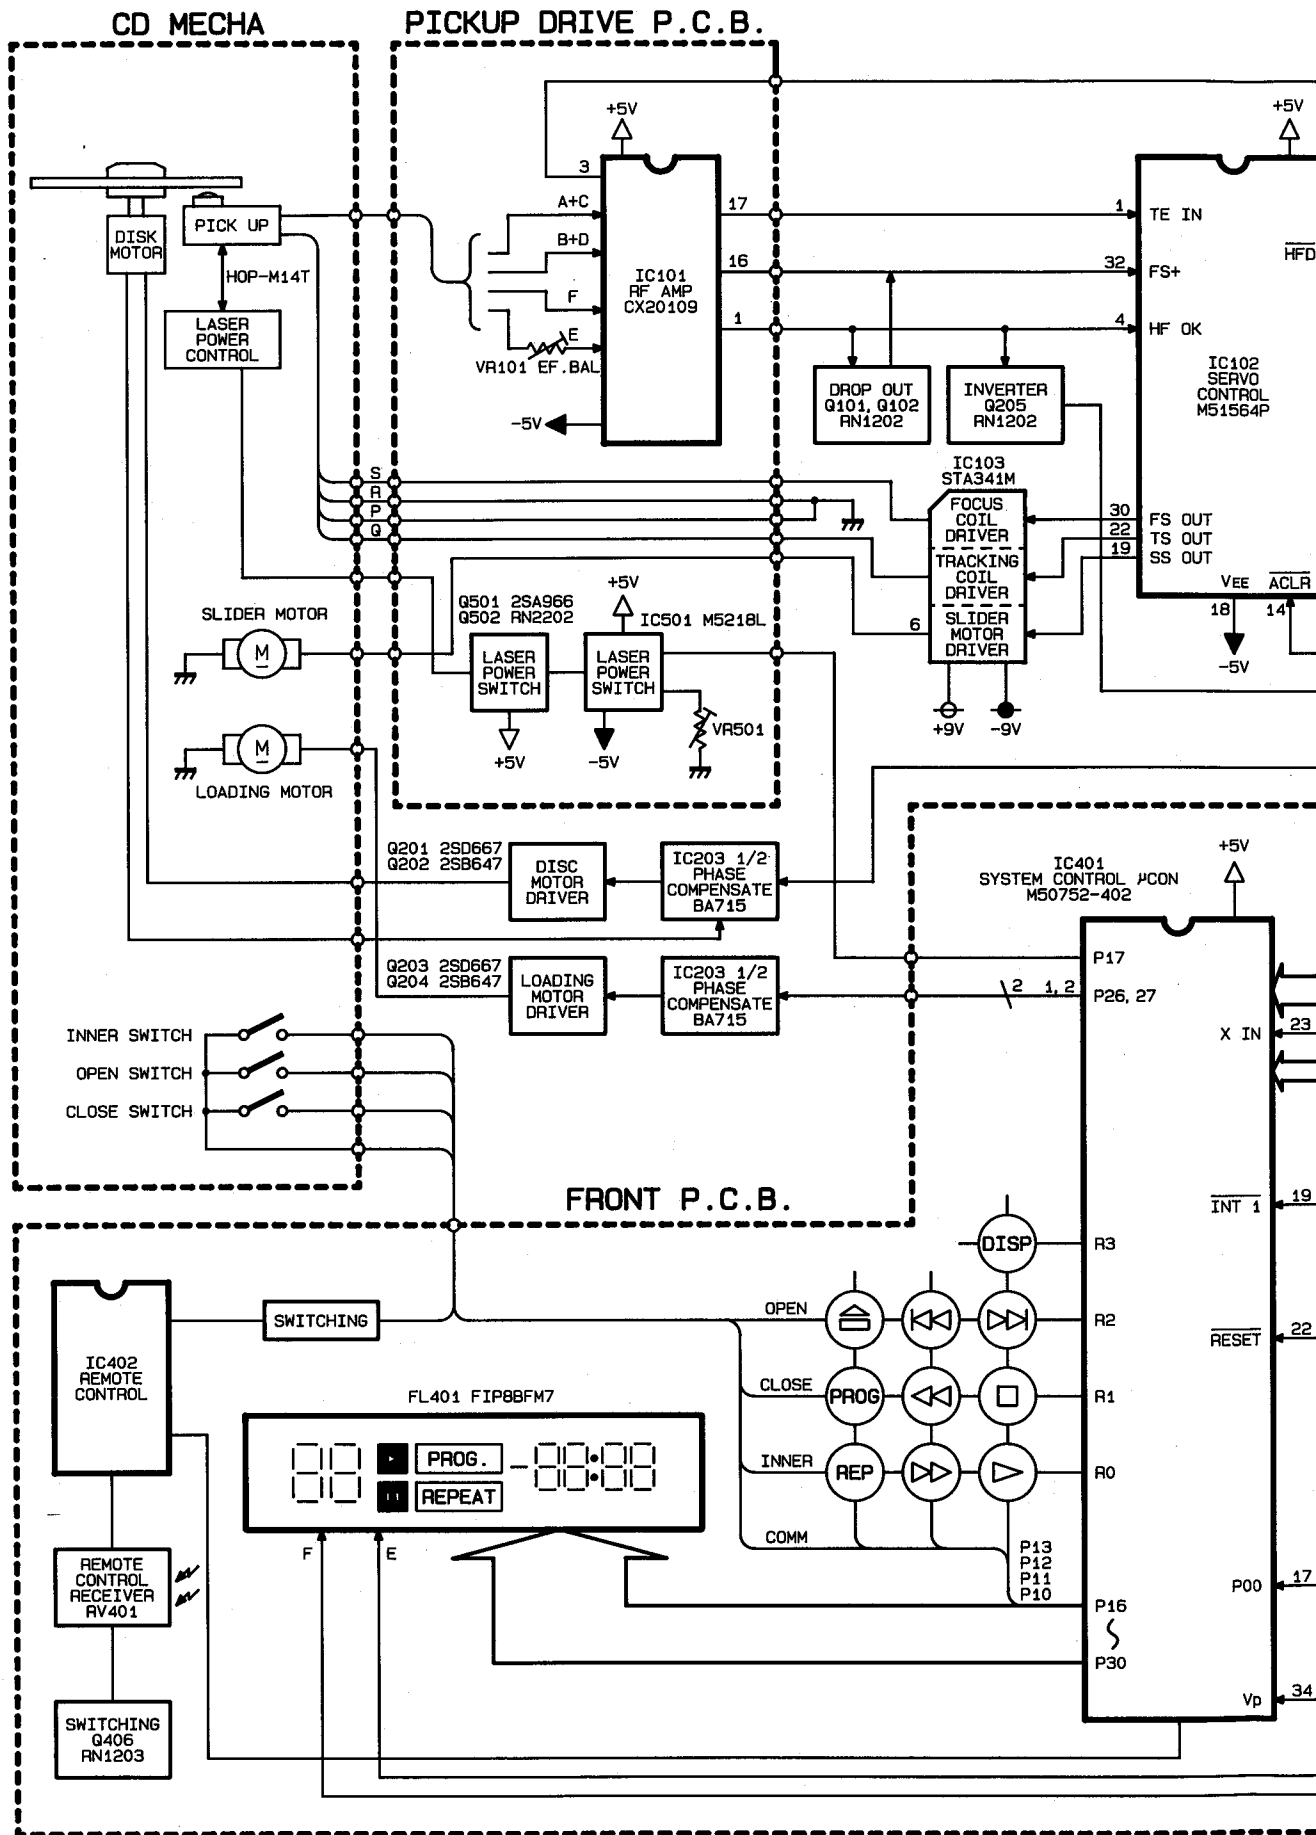 CD MECHA
PICKUP DRIVE P.C.B.
+5V
+5V
3
A+C
17
1
TE IN
PICK UP
DISK
MOTOR
B+D
HFD
HOP-M14T
IC101
RF AMP
CX20109
16
32
FS+
F
LASER
POWER
CONTROL
1
4
HF OK
E
VR101 EF.BAL
IC102
SERVO
CONTROL
M51564P
DROP OUT
Q101, Q102
RN1202
INVERTER
Q205
RN1202
-5V
IC103
STA341M
S
R
P
Q
FOCUS
COIL
DRIVER
30
FS OUT
22
TS OUT
19
SS OUT
TRACKING
COIL
DRIVER
+5V
VEE
ACLR
18
14
-5V
SLIDER MOTOR
M
Q501 2SA966
Q502 RN2202
IC501 M5218L
6
SLIDER
MOTOR
DRIVER
LASER
POWER
SWITCH
LASER
POWER
SWITCH
VR501
+9V
-9V
+5V
-5V
M
LOADING MOTOR
Q201 2SD667
Q202 2SB647
DISC
MOTOR
DRIVER
IC203 1/2
PHASE
COMPENSATE
BA715
+5V
IC401
SYSTEM CONTROL μCON
M50752-402
Q203 2SD667
Q204 2SB647
LOADING
MOTOR
DRIVER
IC203 1/2
PHASE
COMPENSATE
BA715
P17
2
1, 2
P26, 27
X IN
23
INNER SWITCH
OPEN SWITCH
CLOSE SWITCH
FRONT P.C.B.
INT 1
19
DISP
R3
OPEN
R2
RESET
22
SWITCHING
IC402
REMOTE
CONTROL
CLOSE
PROG
R1
FL401 FIP8BFM7
PROG.
REPEAT
INNER
REP
R0
F
E
COMM
P13
P12
P11
P10
REMOTE
CONTROL
RECEIVER
RV401
P00
17
P16
P30
Vp
34
SWITCHING
Q406
RN1203